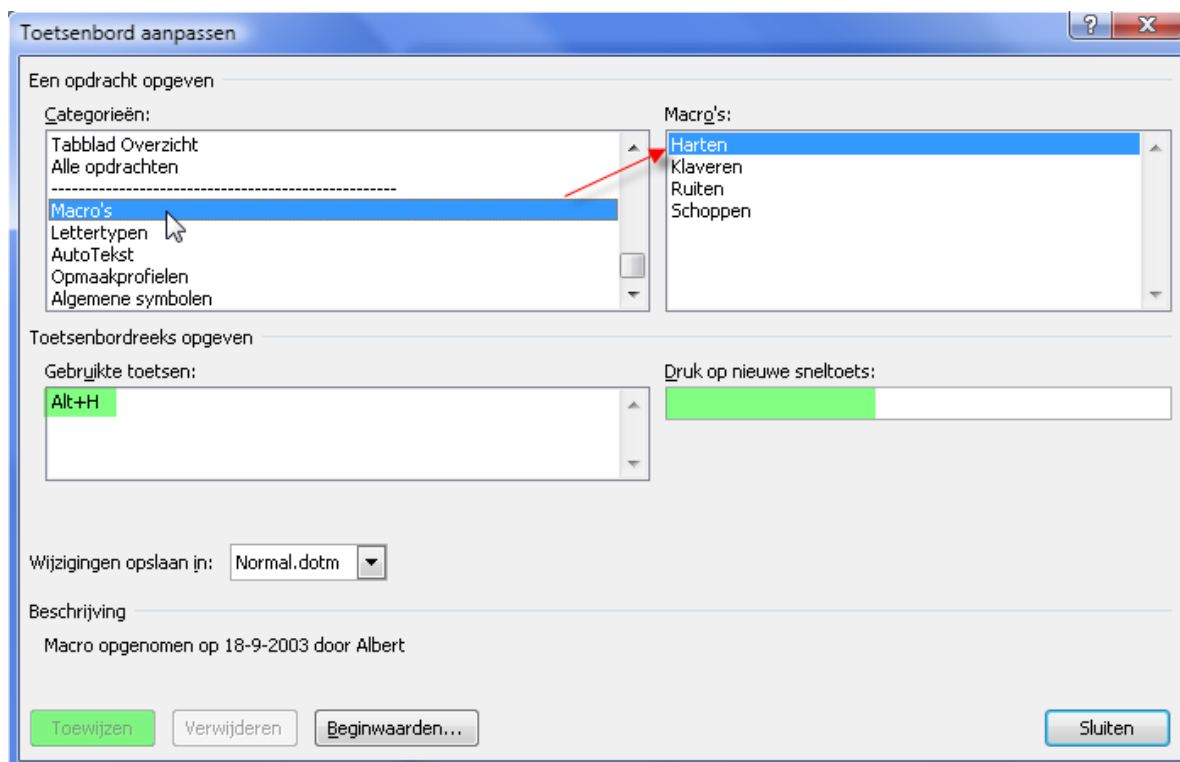 Toetsenbord aanpassen
Een opdracht opgeven
Categorieën:
Tabblad Overzicht
Alle opdrachten
---------------------------------------------------
Macro's
Lettertypen
AutoTekst
Opmaakprofielen
Algemene symbolen
Macro's:
Harten
Klaveren
Ruiten
Schoppen
Toetsenbordreeks opgeven
Gebruikte toetsen:
Alt+H
Druk op nieuwe sneltoets:
Wijzigingen opslaan in: Normal.dotm
Beschrijving
Macro opgenomen op 18-9-2003 door Albert
Toewijzen Verwijderen Beginwaarden... Sluiten